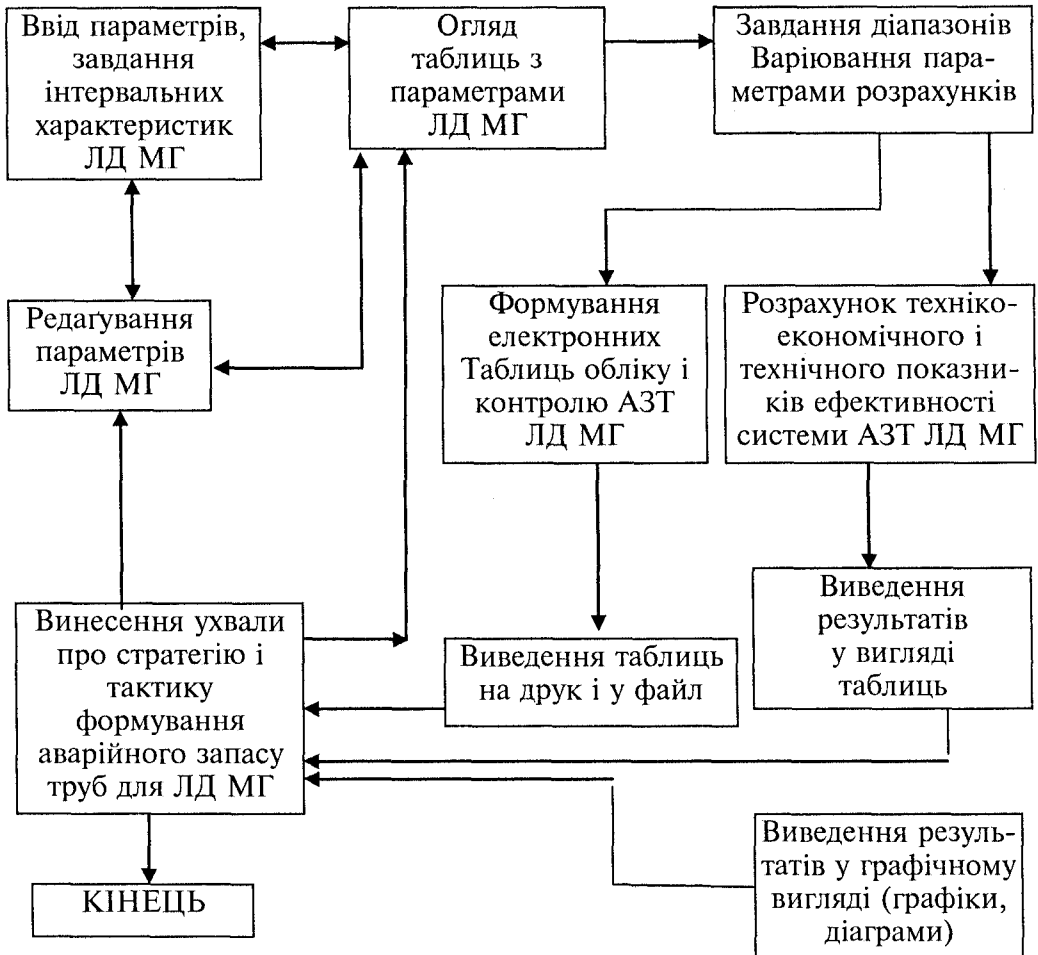 Ввід параметрів,
завдання
інтервальних
характеристик
ЛД МГ
Огляд
таблиць з
параметрами
ЛД МГ
Завдання діапазонів
Варіювання пара-
метрами розрахунків
Редаґування
параметрів
ЛД МГ
Формування
електронних
Таблиць обліку і
контролю АЗТ
ЛД МГ
Розрахунок техніко-
економічного і
технічного показни-
ків ефективності
системи АЗТ ЛД МГ
Винесення ухвали
про стратегію і
тактику
формування
аварійного запасу
труб для ЛД МГ
Виведення таблиць
на друк і у файл
Виведення
результатів
у вигляді
таблиць
Виведення резуль-
татів у графічному
вигляді (графіки,
діаграми)
КІНЕЦЬ